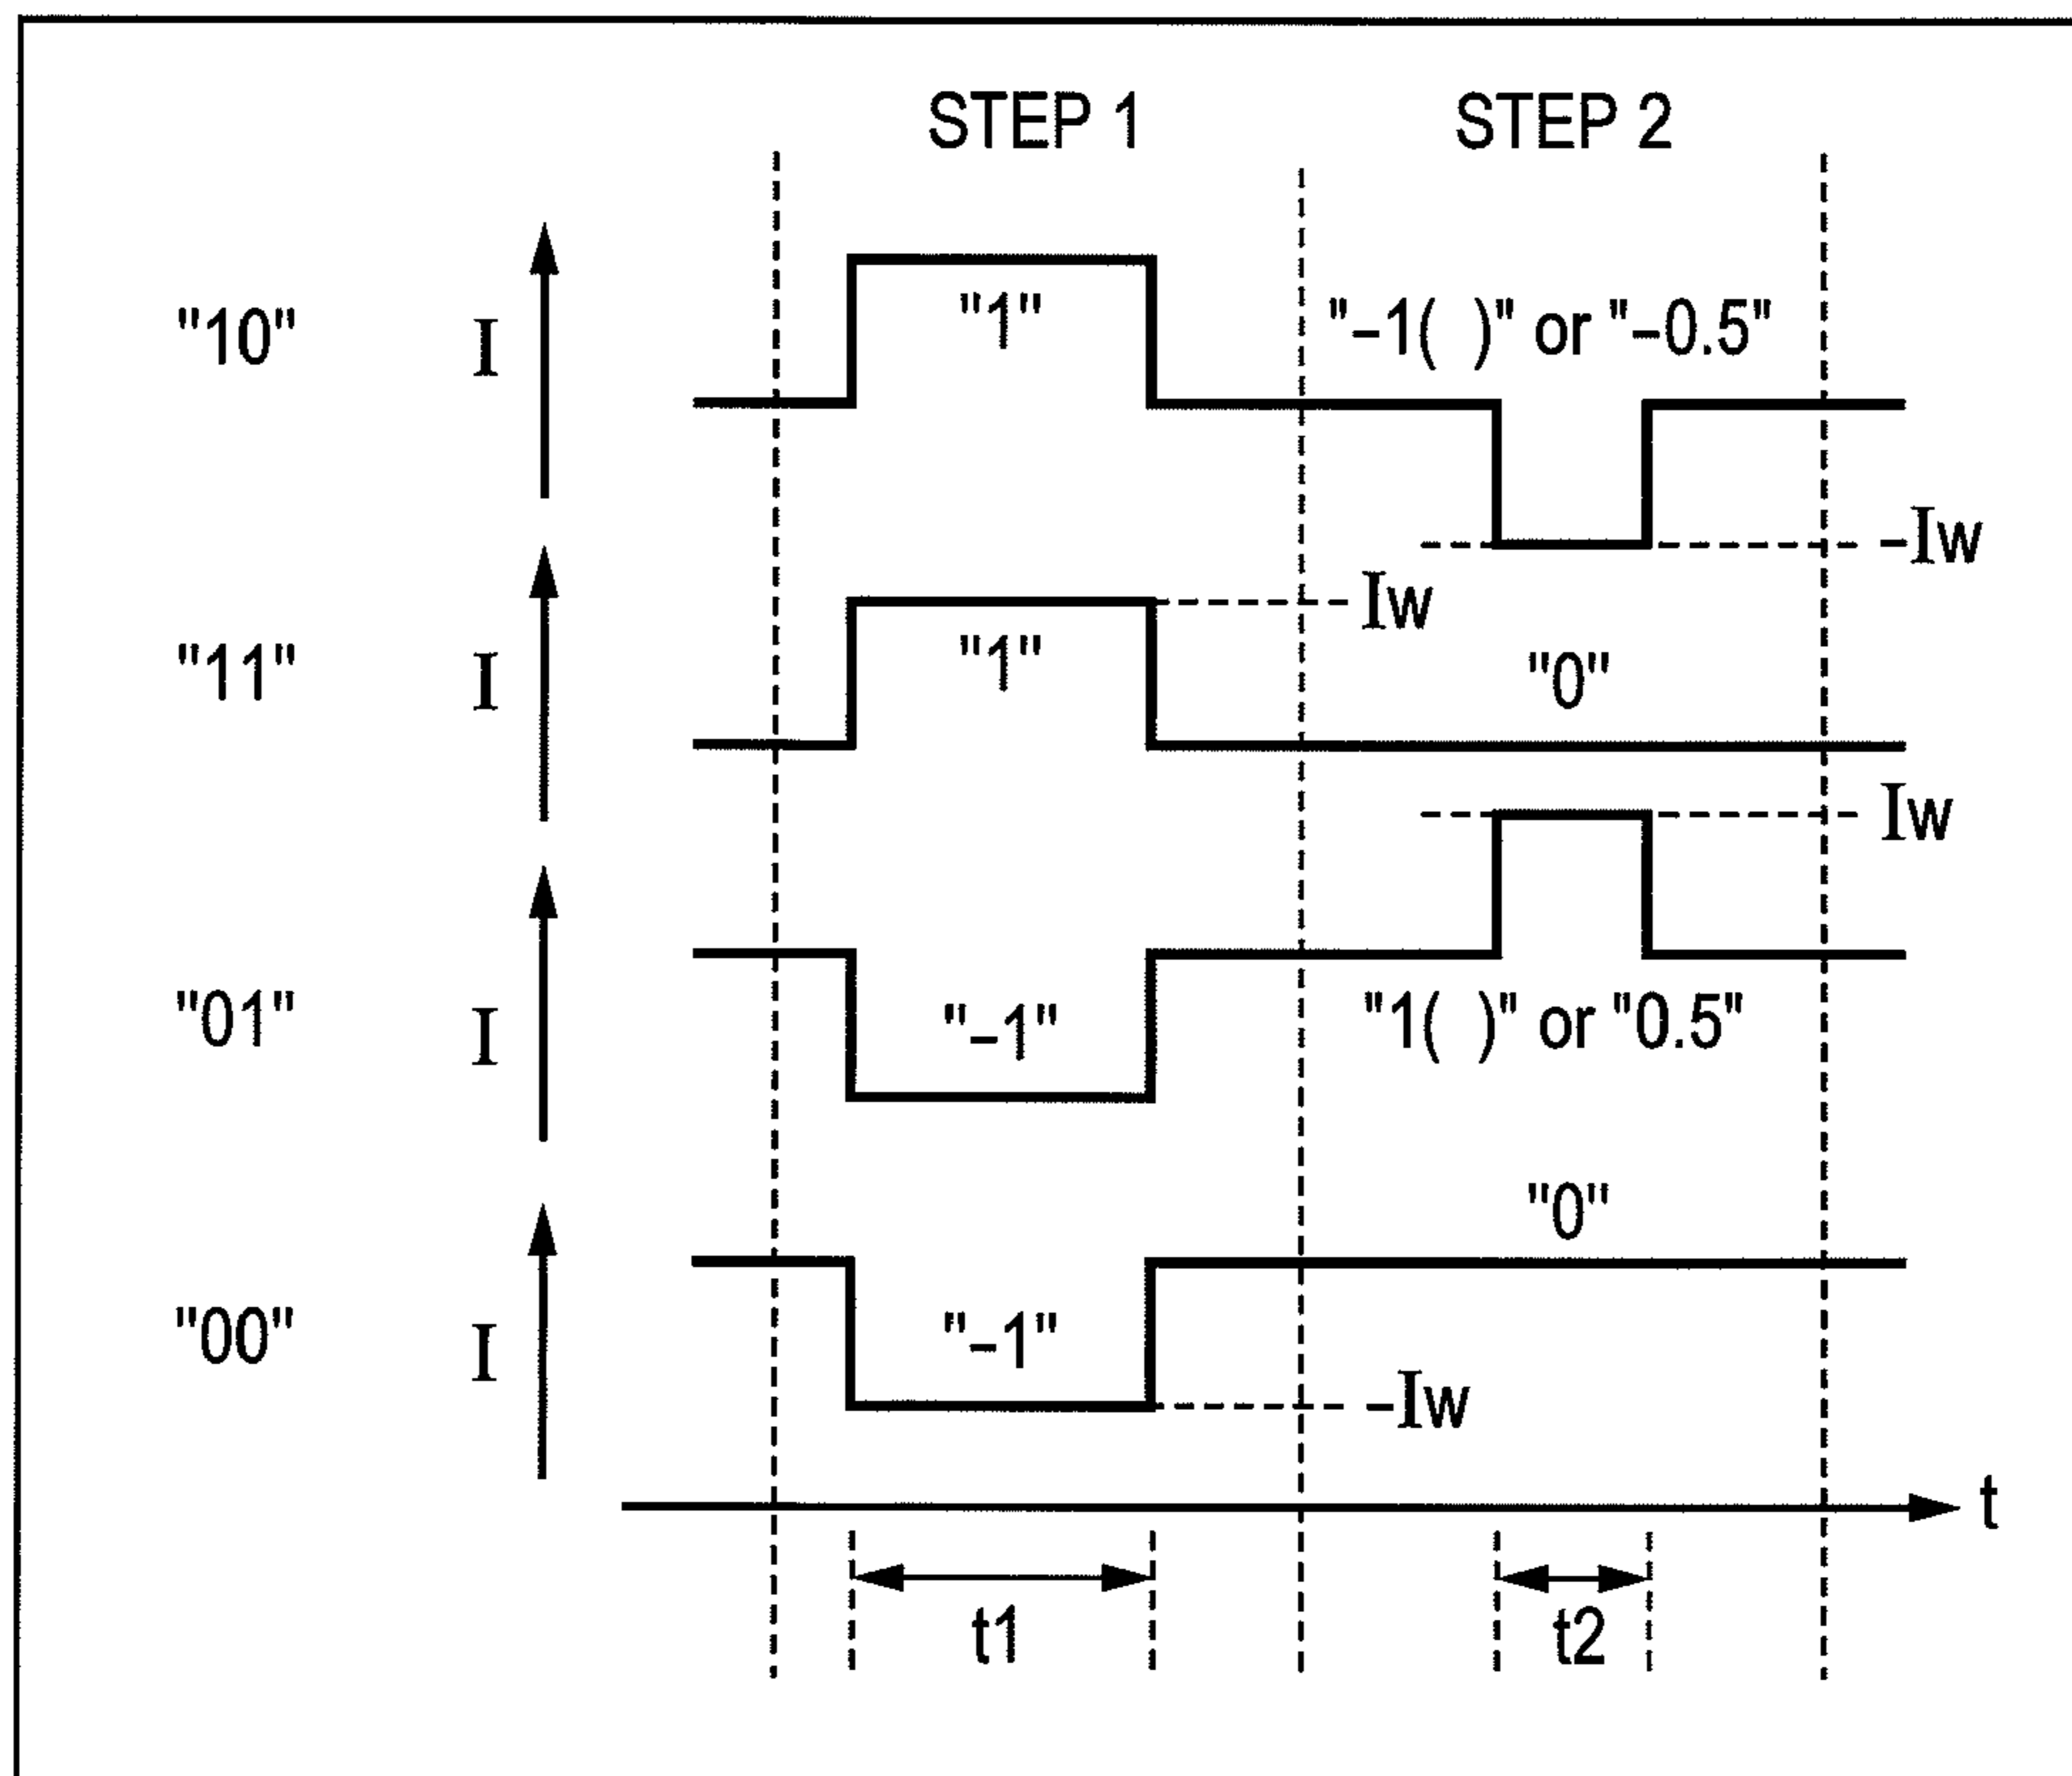 STEP 1 STEP 2
"10" I "1" "-1( )" or "-0.5"
-Iw
Iw
"11" I "1" "0"
Iw
"01" I "-1" "1( )" or "0.5"
"0"
"00" I "-1"
-Iw
t
t1 t2